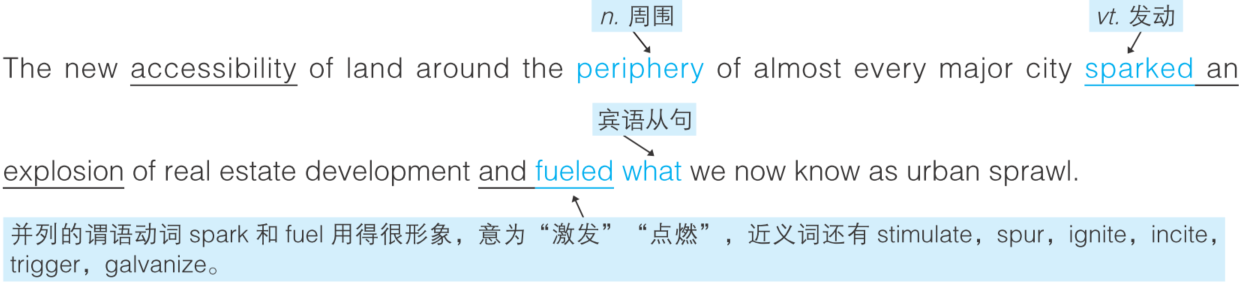 n. 周围
vt. 发动
The new accessibility of land around the periphery of almost every major city sparked an
宾语从句
explosion of real estate development and fueled what we now know as urban sprawl.
并列的谓语动词 spark 和 fuel 用得很形象，意为“激发”“点燃”，近义词还有 stimulate，spur，ignite，incite，
trigger，galvanize。